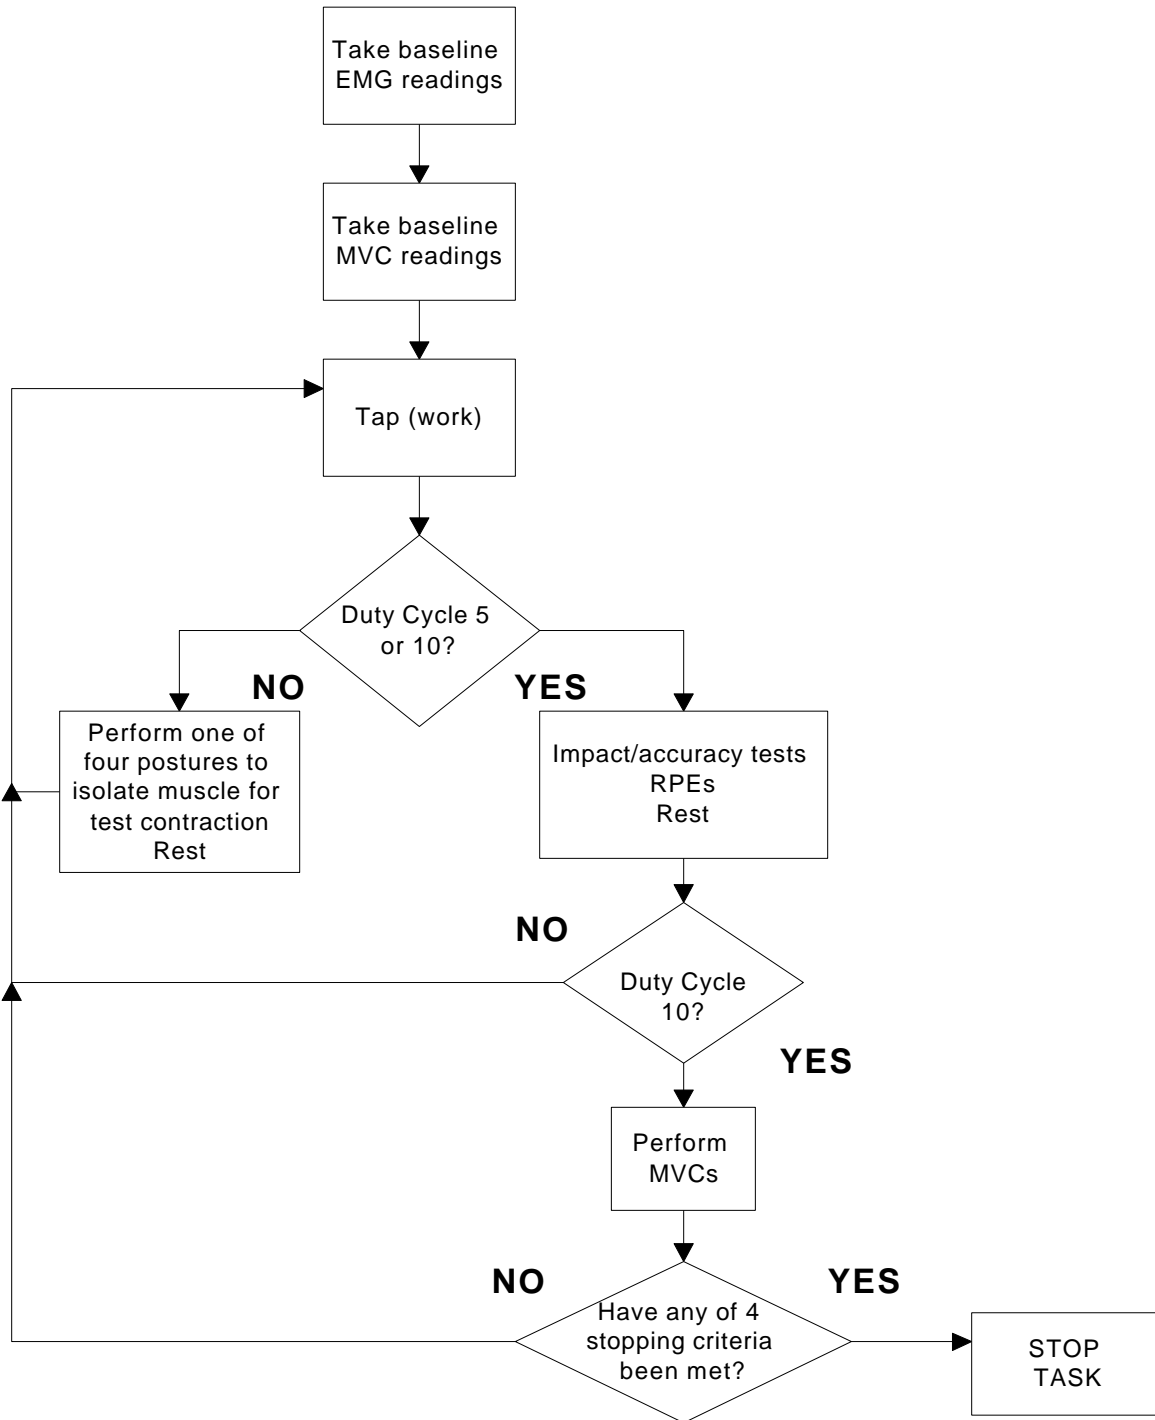 Take baseline
EMG readings
Take baseline
MVC readings
Tap (work)
Duty Cycle 5
or 10?
NO
YES
Perform one of
four postures to
isolate muscle for
test contraction
Rest
Impact/accuracy tests
RPEs
Rest
NO
Duty Cycle
10?
YES
Perform
MVCs
NO
YES
Have any of 4
stopping criteria
been met?
STOP
TASK